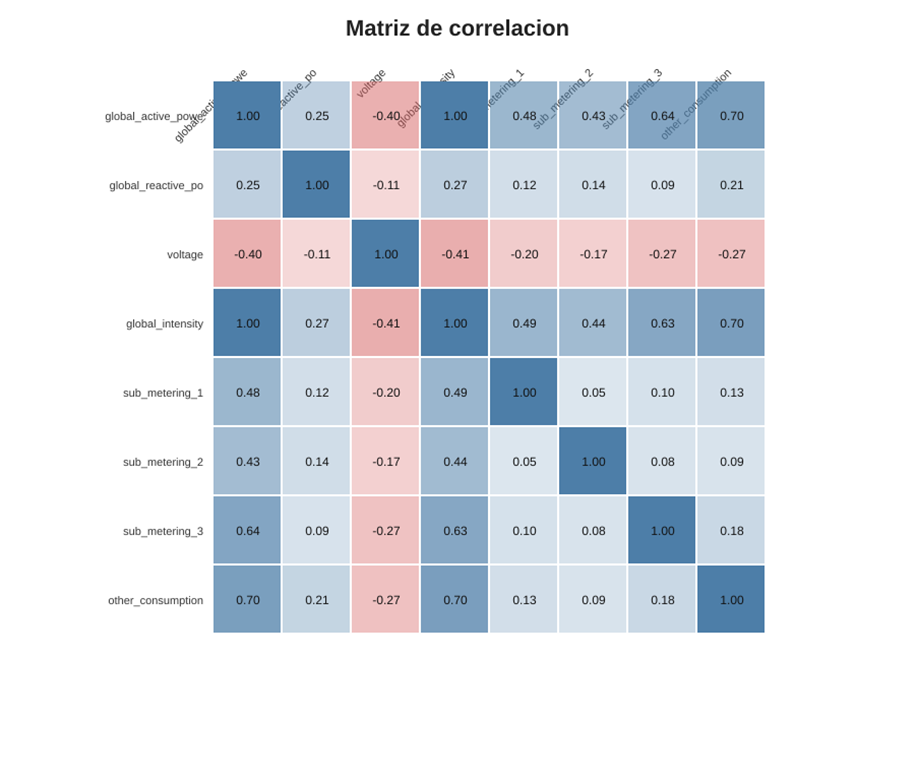 Matriz de correlacion
voltage
sub_metering_2
sub_metering_3
other_consumption
global_active_powe 1.00 0.25 -0.40 1.00 0.48 0.43 0.64 0.70
global_reactive_po 0.25 1.00 -0.11 0.27 0.12 0.14 0.09 0.21
voltage -0.40 -0.11 1.00 -0.41 -0.20 -0.17 -0.27 -0.27
global_intensity 1.00 0.27 -0.41 1.00 0.49 0.44 0.63 0.70
sub_metering_1 0.48 0.12 -0.20 0.49 1.00 0.05 0.10 0.13
sub_metering_2 0.43 0.14 -0.17 0.44 0.05 1.00 0.08 0.09
sub_metering_3 0.64 0.09 -0.27 0.63 0.10 0.08 1.00 0.18
other_consumption 0.70 0.21 -0.27 0.70 0.13 0.09 0.18 1.00